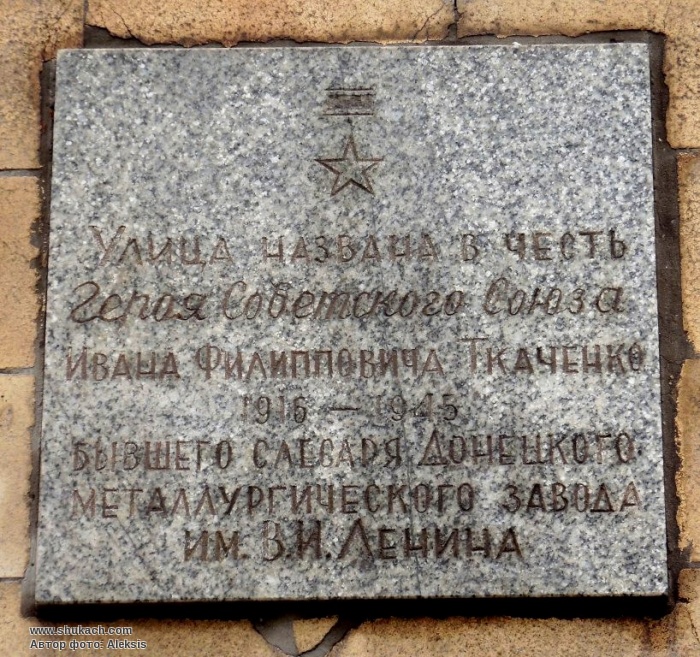 Улица названа в честь
Героя Советского Союза
Ивана Филипповича Ткаченко
1916 — 1945
бывшего слесаря Донецкого
металлургического завода
им. В.И. Ленина
www.shukach.com
Автор фото: Aleksis